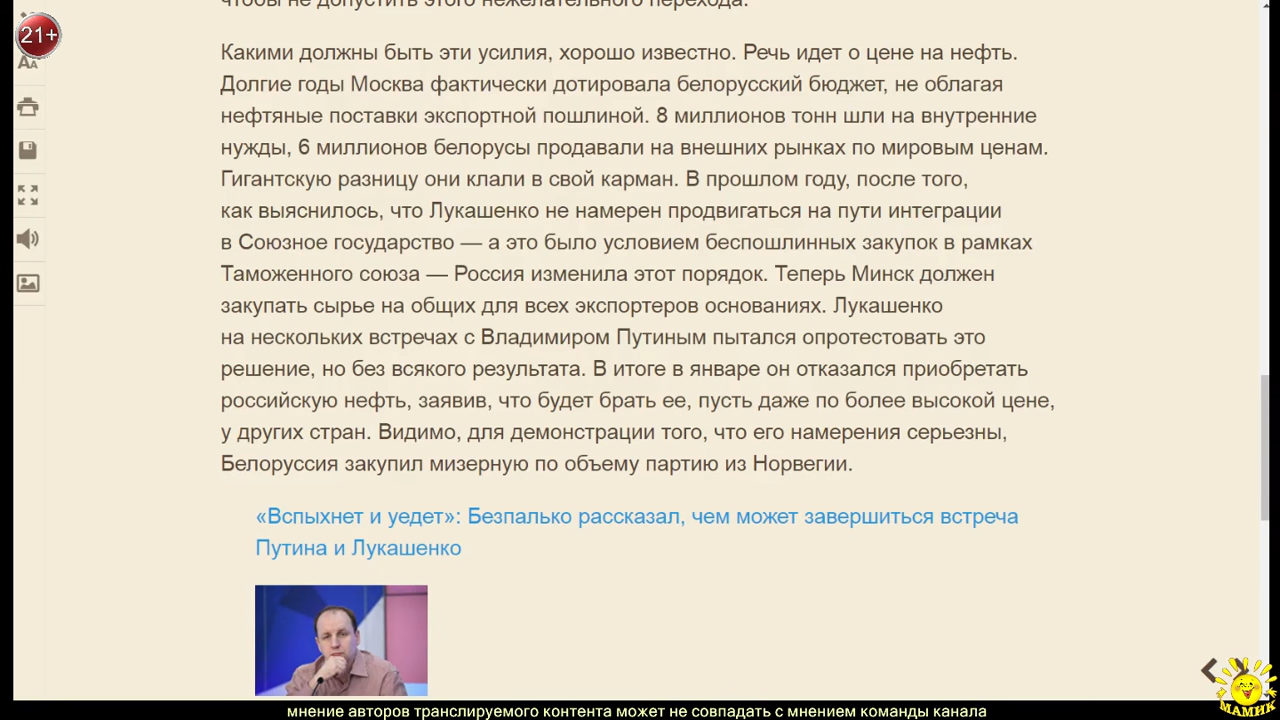 чтобы не допустить этого нежелательного перехода.
21+
AA
Какими должны быть эти усилия, хорошо известно. Речь идет о цене на нефть.
Долгие годы Москва фактически дотировала белорусский бюджет, не облагая
нефтяные поставки экспортной пошлиной. 8 миллионов тонн шли на внутренние
нужды, 6 миллионов белорусы продавали на внешних рынках по мировым ценам.
Гигантскую разницу они клали в свой карман. В прошлом году, после того,
как выяснилось, что Лукашенко не намерен продвигаться на пути интеграции
в Союзное государство — а это было условием беспошлинных закупок в рамках
Таможенного союза — Россия изменила этот порядок. Теперь Минск должен
закупать сырье на общих для всех экспортеров основаниях. Лукашенко
на нескольких встречах с Владимиром Путиным пытался опротестовать это
решение, но без всякого результата. В итоге в январе он отказался приобретать
российскую нефть, заявив, что будет брать ее, пусть даже по более высокой цене,
у других стран. Видимо, для демонстрации того, что его намерения серьезны,
Белоруссия закупил мизерную по объему партию из Норвегии.
«Вспыхнет и уедет»: Безпалько рассказал, чем может завершиться встреча
Путина и Лукашенко
МАМИК
мнение авторов транслируемого контента может не совпадать с мнением команды канала